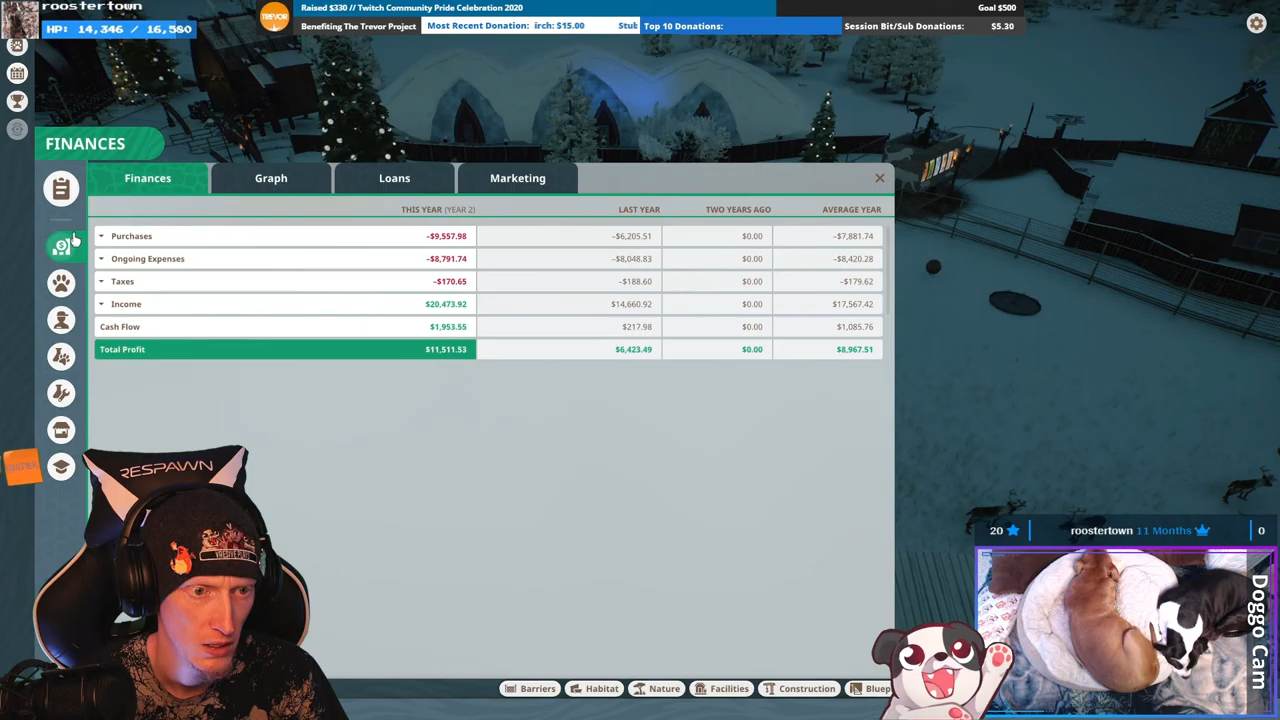 roostertown
HP: 14,346 / 16,580
TREVOR
Raised $330 // Twitch Community Pride Celebration 2020
Goal $500
Benefiting The Trevor Project
Most Recent Donation:
irch: $15.00
Stub
Top 10 Donations:
Session Bit/Sub Donations:
$5.30
FINANCES
Finances
Graph
Loans
Marketing
THIS YEAR (YEAR 2)
LAST YEAR
TWO YEARS AGO
AVERAGE YEAR
Purchases
–$9,557.98
–$6,205.51
$0.00
–$7,881.74
Ongoing Expenses
–$8,791.74
–$8,048.83
$0.00
–$8,420.28
Taxes
–$170.65
–$188.60
$0.00
–$179.62
Income
$20,473.92
$14,660.92
$0.00
$17,567.42
Cash Flow
$1,953.55
$217.98
$0.00
$1,085.76
Total Profit
$11,511.53
$6,423.49
$0.00
$8,967.51
RESPAWN
20
roostertown 11 Months
0
Doggo Cam
Barriers
Habitat
Nature
Facilities
Construction
Bluep